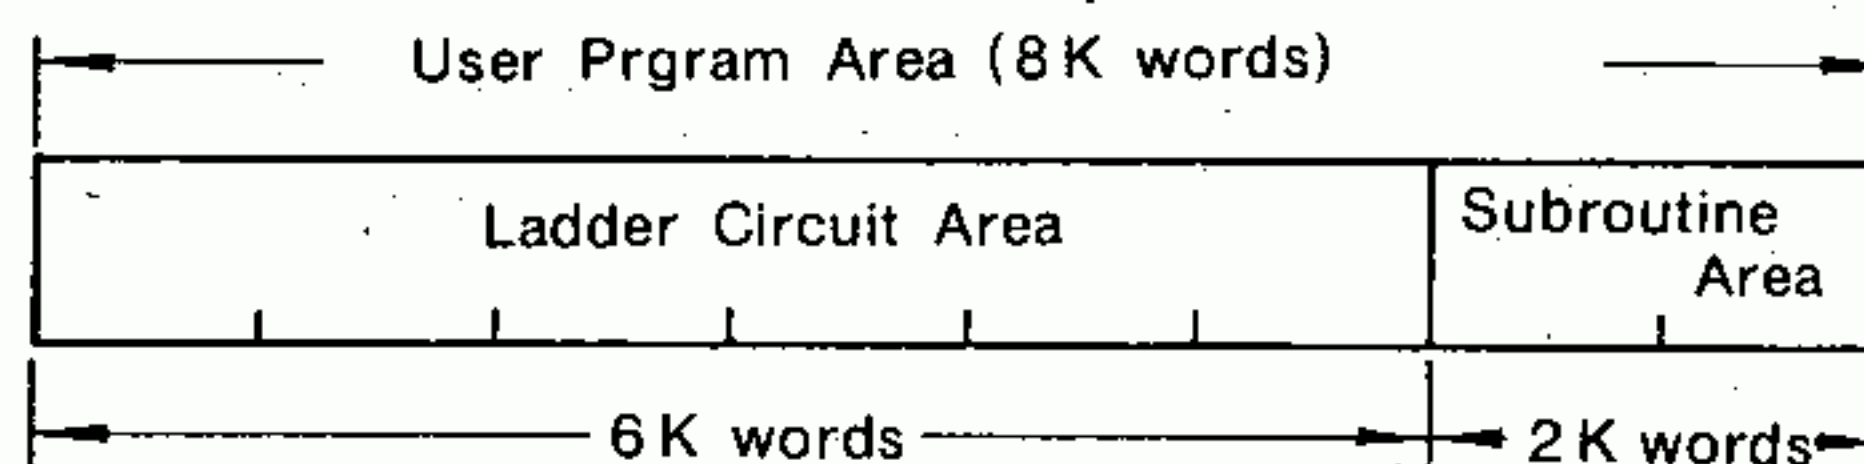 User Prgram Area (8K words)
Ladder Circuit Area
Subroutine
Area
6K words
2K words